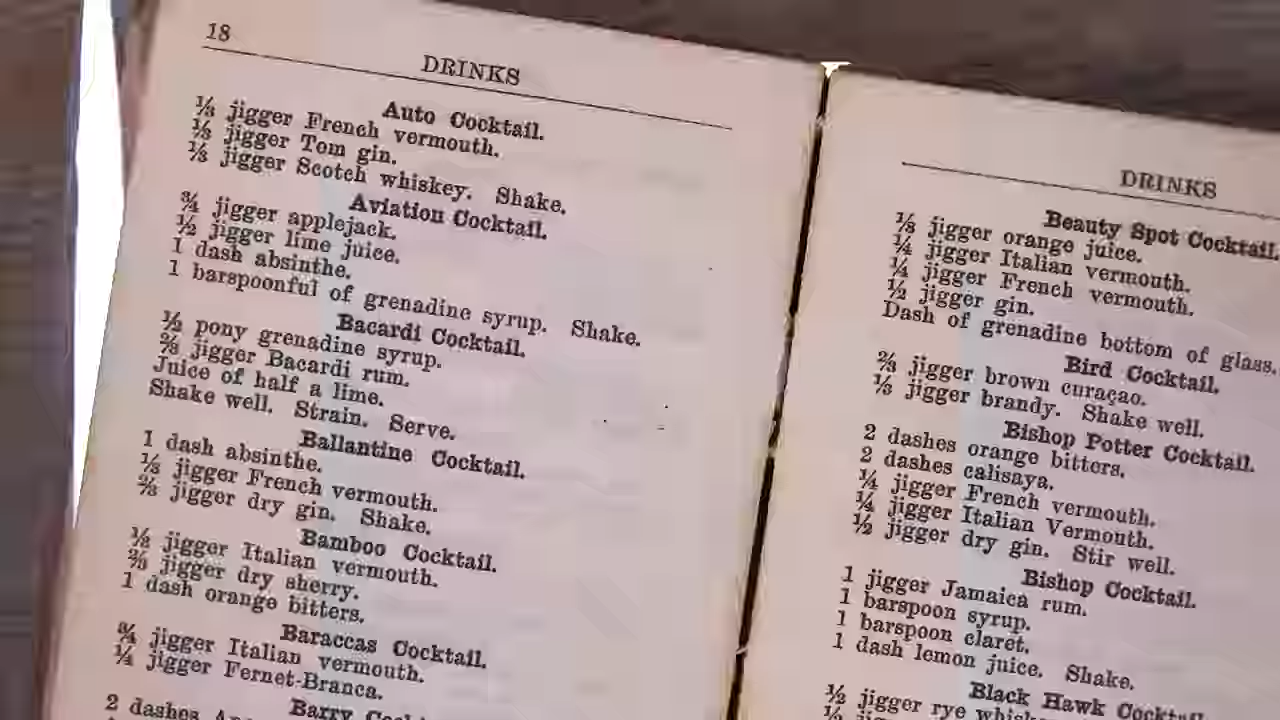 18
DRINKS
Auto Cocktail.
⅓ jigger French vermouth.
⅓ jigger Tom gin.
⅓ jigger Scotch whiskey. Shake.
Aviation Cocktail.
¾ jigger applejack.
½ jigger lime juice.
1 dash absinthe.
1 barspoonful of grenadine syrup. Shake.
Bacardi Cocktail.
½ pony grenadine syrup.
⅔ jigger Bacardi rum.
Juice of half a lime.
Shake well. Strain. Serve.
Ballantine Cocktail.
1 dash absinthe.
⅓ jigger French vermouth.
⅔ jigger dry gin. Shake.
Bamboo Cocktail.
½ jigger Italian vermouth.
⅔ jigger dry sherry.
1 dash orange bitters.
Baraccas Cocktail.
¾ jigger Italian vermouth.
¼ jigger Fernet-Branca.
Barry
2 dashes
DRINKS
Beauty Spot Cocktail.
⅓ jigger orange juice.
¼ jigger Italian vermouth.
¼ jigger French vermouth.
½ jigger gin.
Dash of grenadine bottom of glass.
Bird Cocktail.
⅔ jigger brown curaçao.
⅓ jigger brandy. Shake well.
Bishop Potter Cocktail.
2 dashes orange bitters.
2 dashes calisaya.
¼ jigger French vermouth.
¼ jigger Italian Vermouth.
½ jigger dry gin. Stir well.
Bishop Cocktail.
1 jigger Jamaica rum.
1 barspoon syrup.
1 barspoon claret.
1 dash lemon juice. Shake.
Black Hawk Cocktail.
½ jigger rye